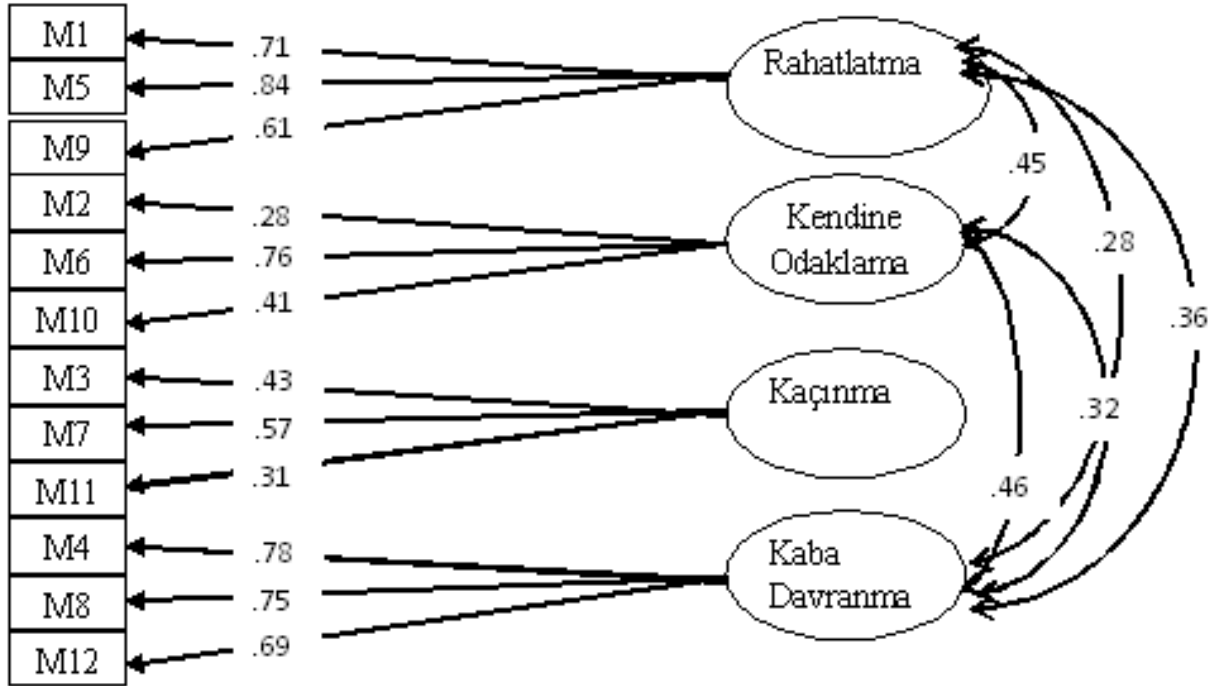 M1
M5
M9
M2
M6
M10
M3
M7
M11
M4
M8
M12
.71
.84
.61
.28
.76
.41
.43
.57
.31
.78
.75
.69
Rahatlatma
Kendine
Odaklama
Kaçınma
Kaba
Davranma
.45
.28
.36
.32
.46